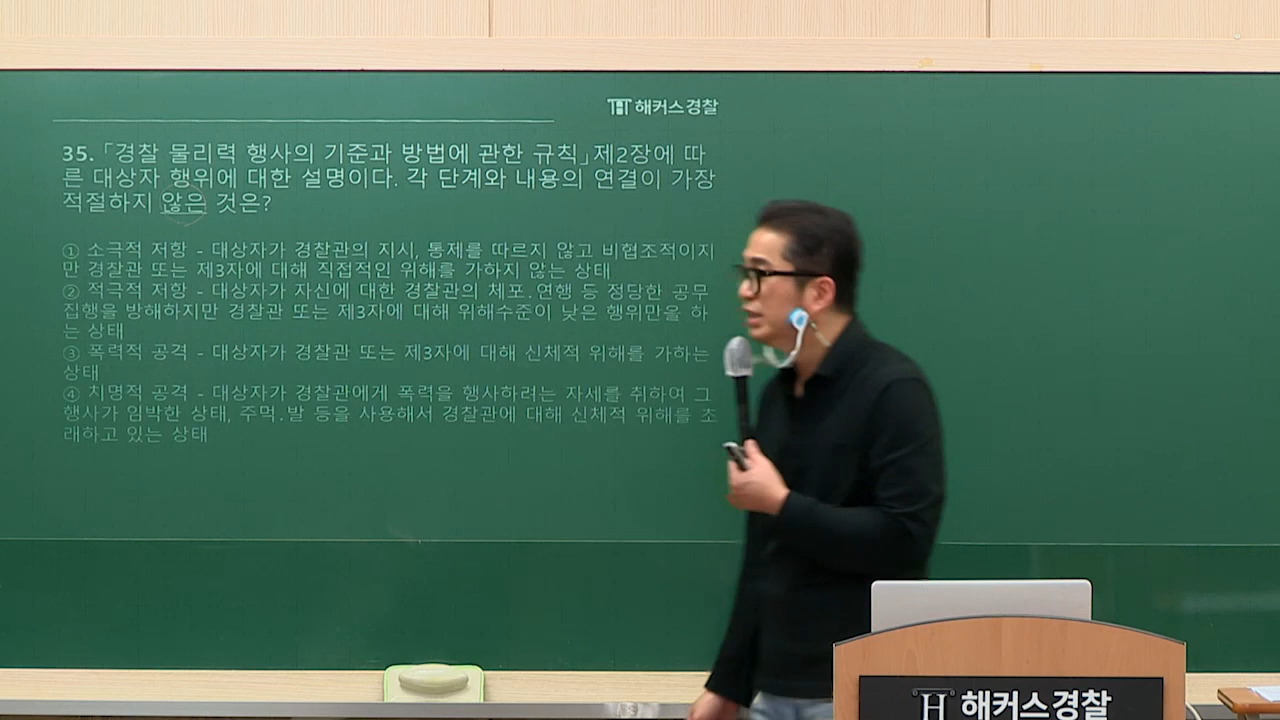 해커스경찰
35.「경찰 물리력 행사의 기준과 방법에 관한 규칙」제2장에 따
른 대상자 행위에 대한 설명이다. 각 단계와 내용의 연결이 가장
적절하지 않은 것은?
① 소극적 저항 - 대상자가 경찰관의 지시, 통제를 따르지 않고 비협조적이지
만 경찰관 또는 제3자에 대해 직접적인 위해를 가하지 않는 상태
② 적극적 저항 - 대상자가 자신에 대한 경찰관의 체포.연행 등 정당한 공무
집행을 방해하지만 경찰관 또는 제3자에 대해 위해수준이 낮은 행위만을 하
는 상태
③ 폭력적 공격 - 대상자가 경찰관 또는 제3자에 대해 신체적 위해를 가하는
상태
④ 치명적 공격 - 대상자가 경찰관에게 폭력을 행사하려는 자세를 취하여 그
행사가 임박한 상태, 주먹.발 등을 사용해서 경찰관에 대해 신체적 위해를 초
래하고 있는 상태
H 해커스경찰